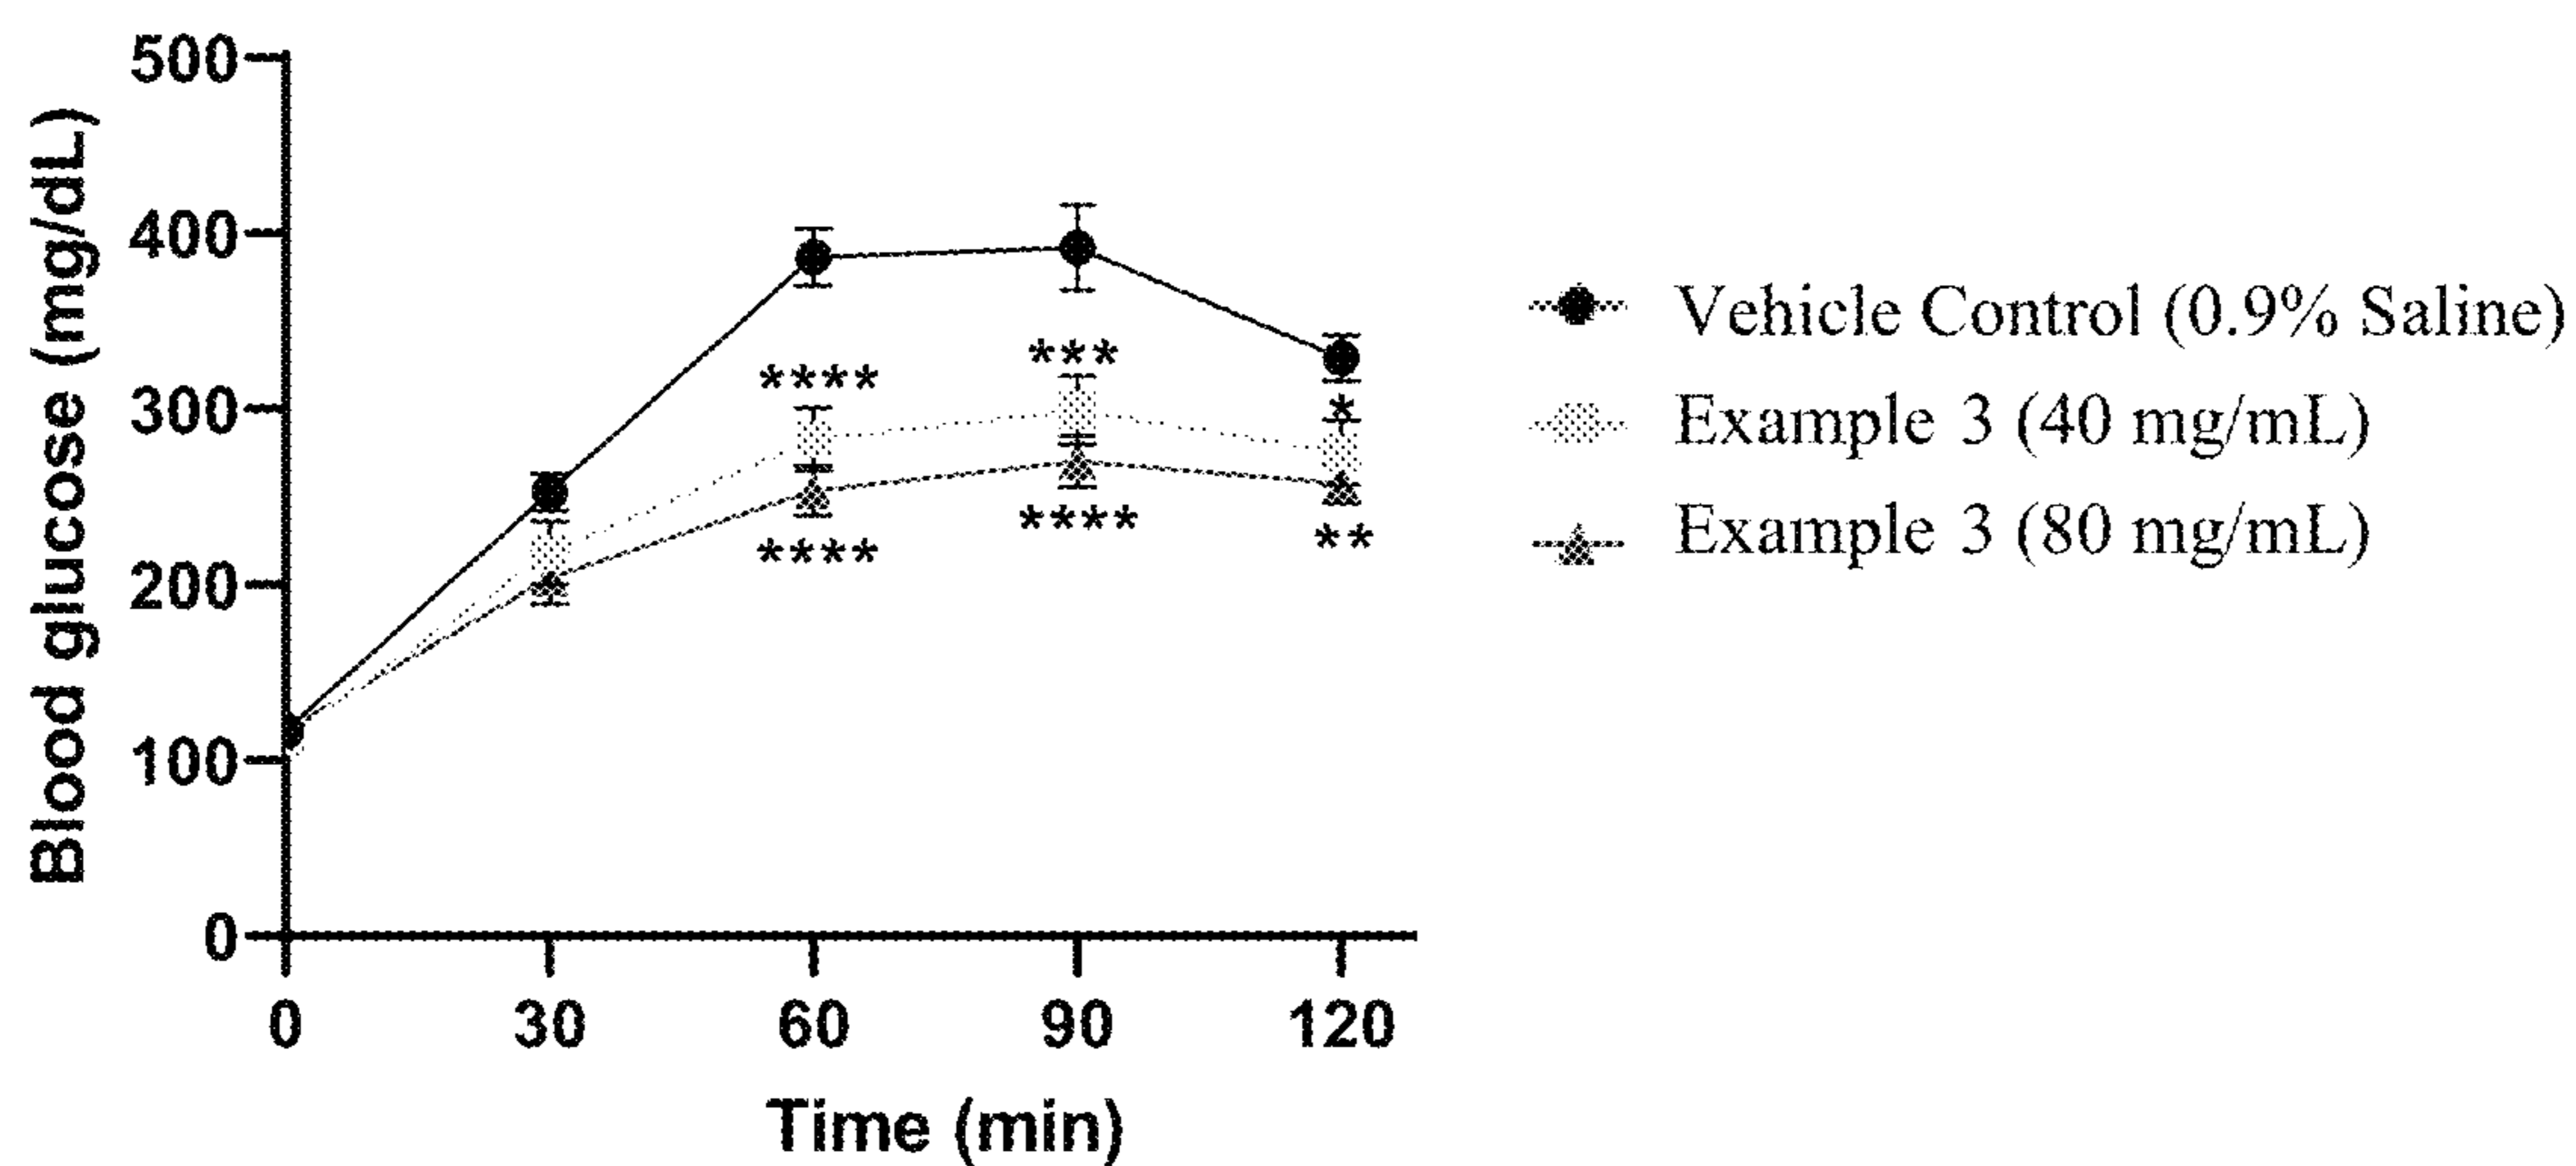 500
400
300
200
100
0
Blood glucose (mg/dL)
****
***
*
****
****
**
0 30 60 90 120
Time (min)
Vehicle Control (0.9% Saline)
Example 3 (40 mg/mL)
Example 3 (80 mg/mL)